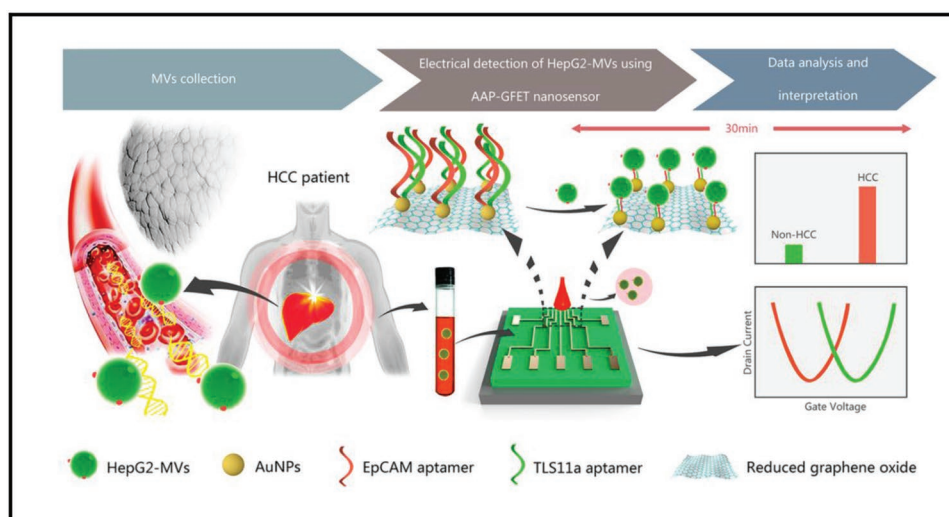 MVs collection
Electrical detection of HepG2-MVs using
AAP-GFET nanosensor
Data analysis and
interpretation
30min
HCC patient
HCC
Non-HCC
Drain Current
Gate Voltage
HepG2-MVs
AuNPs
EpCAM aptamer
TLS11a aptamer
Reduced graphene oxide